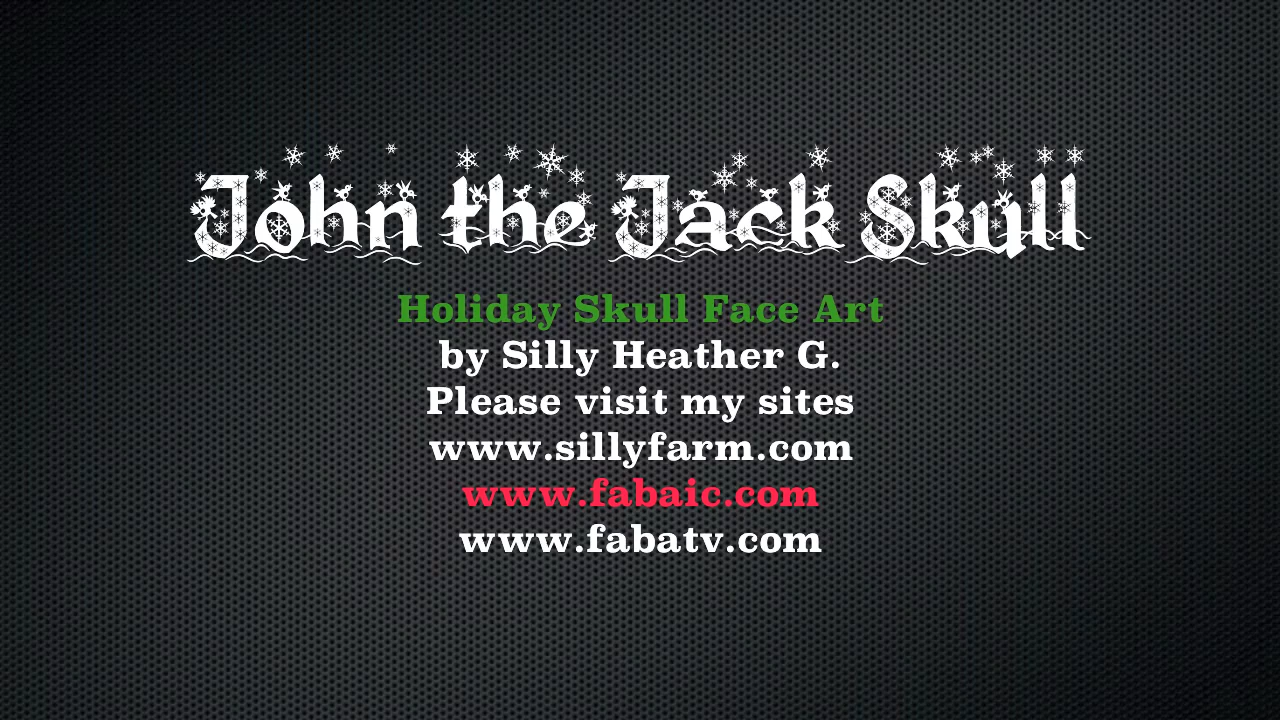 John the Jack Skull
Holiday Skull Face Art
by Silly Heather G.
Please visit my sites
www.sillyfarm.com
www.fabaic.com
www.fabatv.com